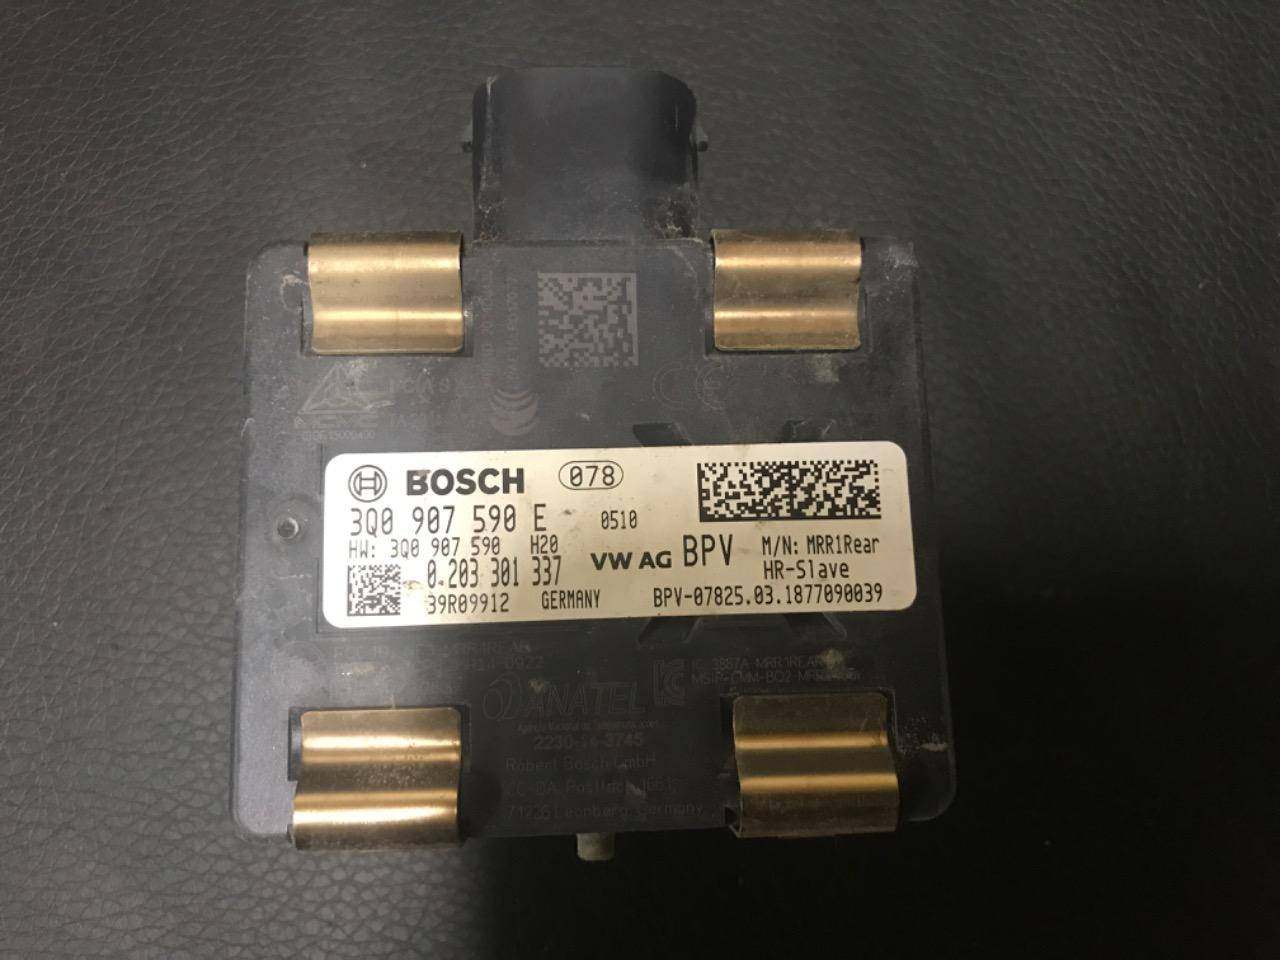 BOSCH 078
3Q0 907 590 E 0510
HW: 3Q0 907 590 H20
VW AG BPV M/N: MRR1Rear
0 203 301 337 HR-Slave
39R09912 GERMANY BPV-07825.03.1877090039
ANATEL
2230-14-3745
Robert Bosch GmbH
71226 Leonberg, Germany